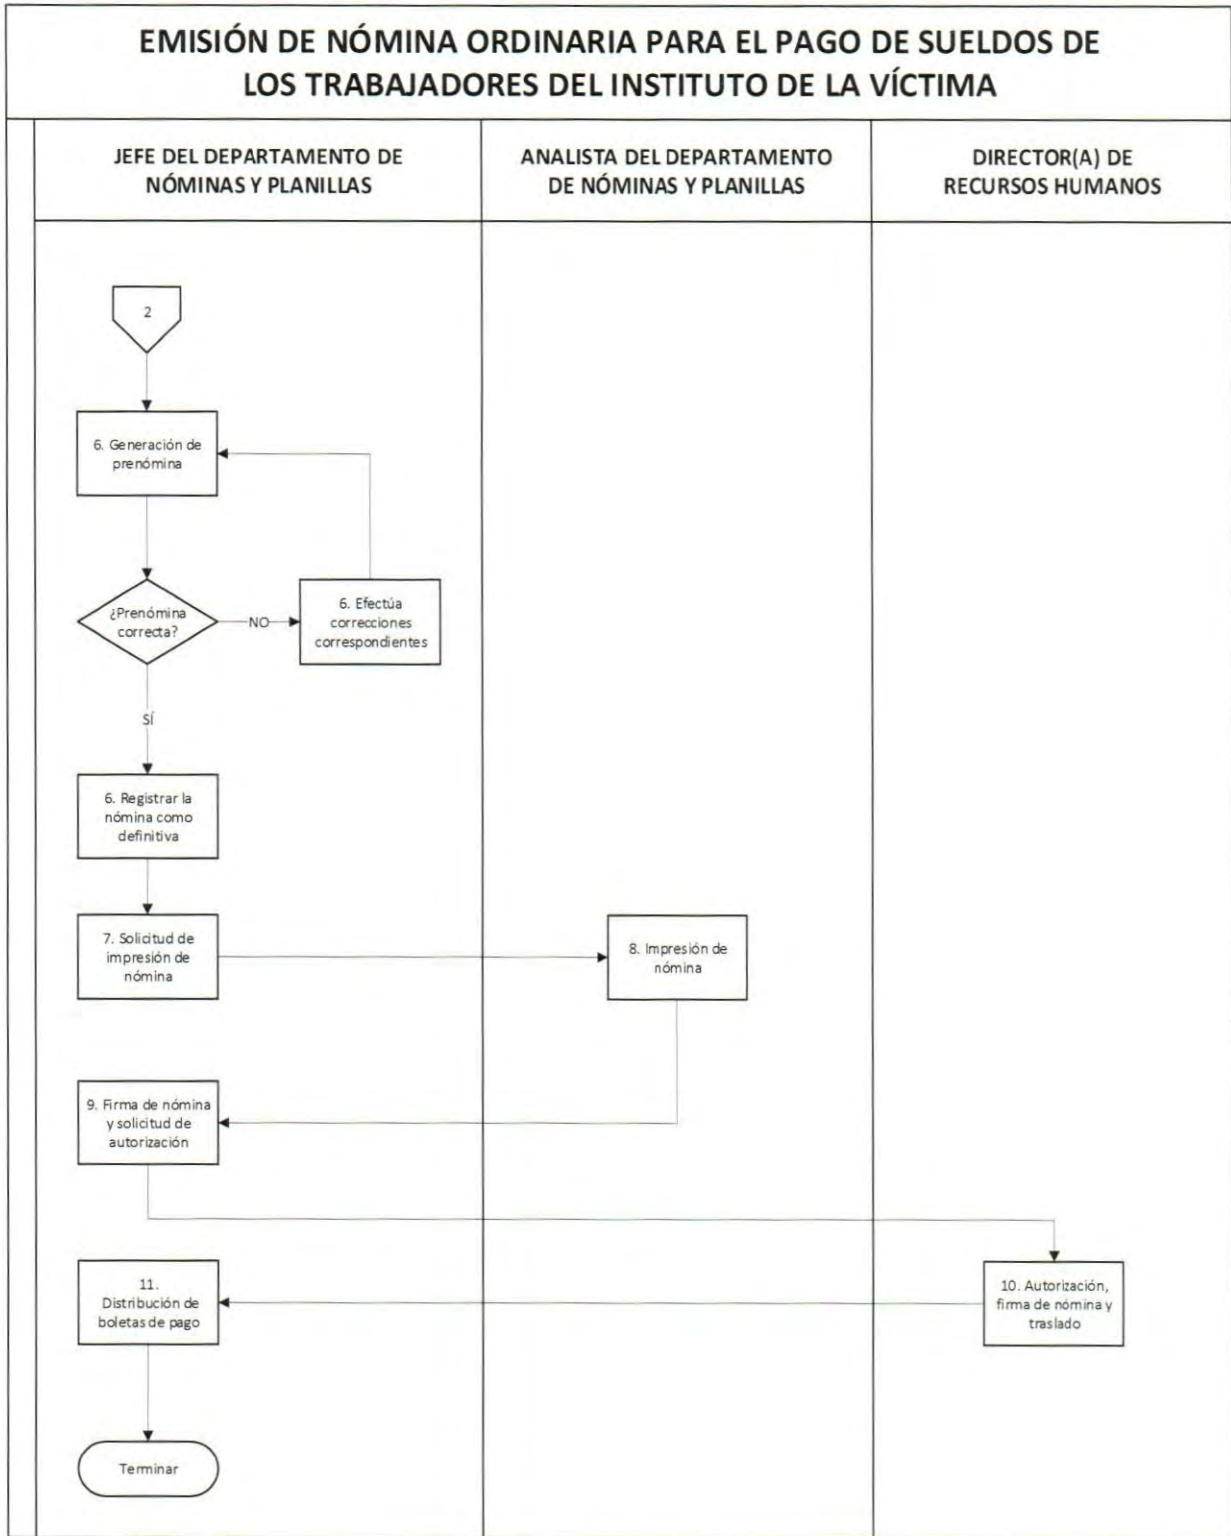 EMISIÓN DE NÓMINA ORDINARIA PARA EL PAGO DE SUELDOS DE
LOS TRABAJADORES DEL INSTITUTO DE LA VÍCTIMA
JEFE DEL DEPARTAMENTO DE
NÓMINAS Y PLANILLAS
ANALISTA DEL DEPARTAMENTO
DE NÓMINAS Y PLANILLAS
DIRECTOR(A) DE
RECURSOS HUMANOS
2
6. Generación de
prenómina
¿Prenómina
correcta?
NO
6. Efectúa
correcciones
correspondientes
SÍ
6. Registrar la
nómina como
definitiva
7. Solicitud de
impresión de
nómina
8. Impresión de
nómina
9. Firma de nómina
y solicitud de
autorización
10. Autorización,
firma de nómina y
traslado
11.
Distribución de
boletas de pago
Terminar